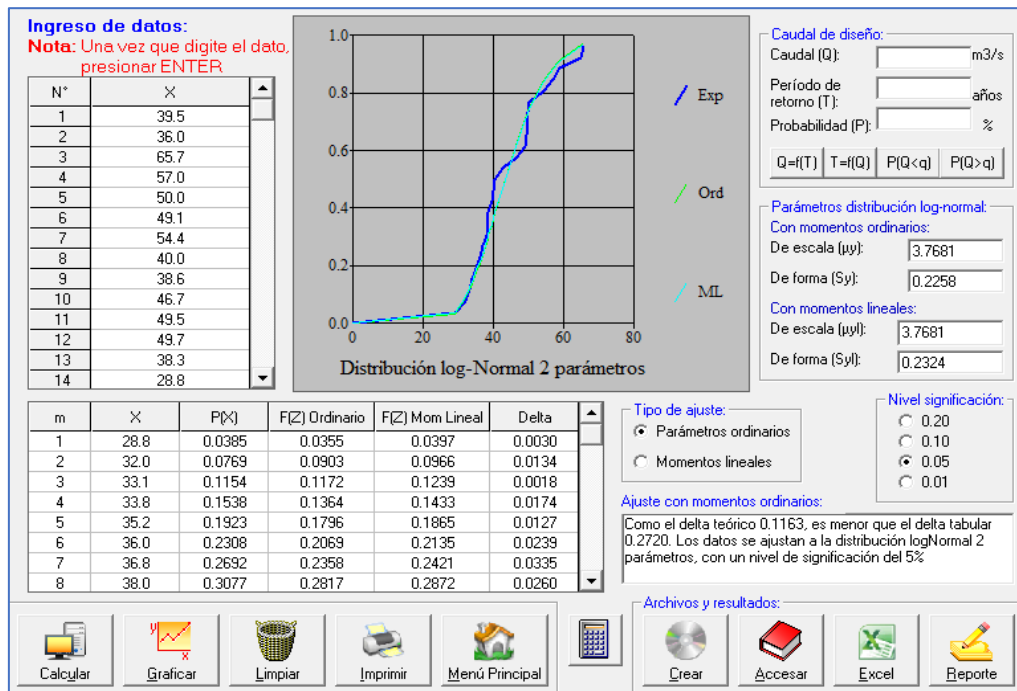 Ingreso de datos:
Nota: Una vez que digite el dato,
presionar ENTER
N° X
1 39.5
2 36.0
3 65.7
4 57.0
5 50.0
6 49.1
7 54.4
8 40.0
9 38.6
10 46.7
11 49.5
12 49.7
13 38.3
14 28.8
1.0
0.8
0.6
0.4
0.2
0.0
0 20 40 60 80
Exp
Ord
ML
Distribución log-Normal 2 parámetros
Caudal de diseño:
Caudal (Q): m3/s
Período de
retorno (T): años
Probabilidad (P): %
Q=f(T) T=f(Q) P(Q<q) P(Q>q)
Parámetros distribución log-normal:
Con momentos ordinarios:
De escala (μy): 3.7681
De forma (Sy): 0.2258
Con momentos lineales:
De escala (μyl): 3.7681
De forma (Syl): 0.2324
m X P(X) F(Z) Ordinario F(Z) Mom Lineal Delta
1 28.8 0.0385 0.0355 0.0397 0.0030
2 32.0 0.0769 0.0903 0.0966 0.0134
3 33.1 0.1154 0.1172 0.1239 0.0018
4 33.8 0.1538 0.1364 0.1433 0.0174
5 35.2 0.1923 0.1796 0.1865 0.0127
6 36.0 0.2308 0.2069 0.2135 0.0239
7 36.8 0.2692 0.2358 0.2421 0.0335
8 38.0 0.3077 0.2817 0.2872 0.0260
Tipo de ajuste:
Parámetros ordinarios
Momentos lineales
Nivel significación:
0.20
0.10
0.05
0.01
Ajuste con momentos ordinarios:
Como el delta teórico 0.1163, es menor que el delta tabular
0.2720. Los datos se ajustan a la distribución logNormal 2
parámetros, con un nivel de significación del 5%
Calcular Graficar Limpiar Imprimir Menú Principal
Archivos y resultados:
Crear Accesar Excel Reporte